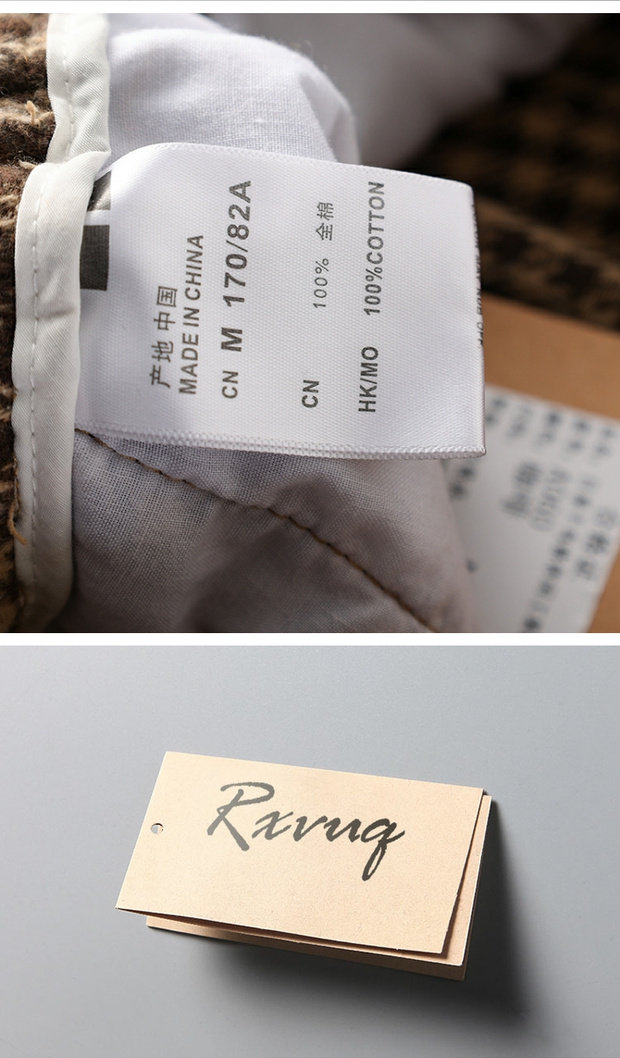 产地 中国
MADE IN CHINA
CN M 170/82A
CN 100% 全棉
HK/MO 100%COTTON
Rxvuq